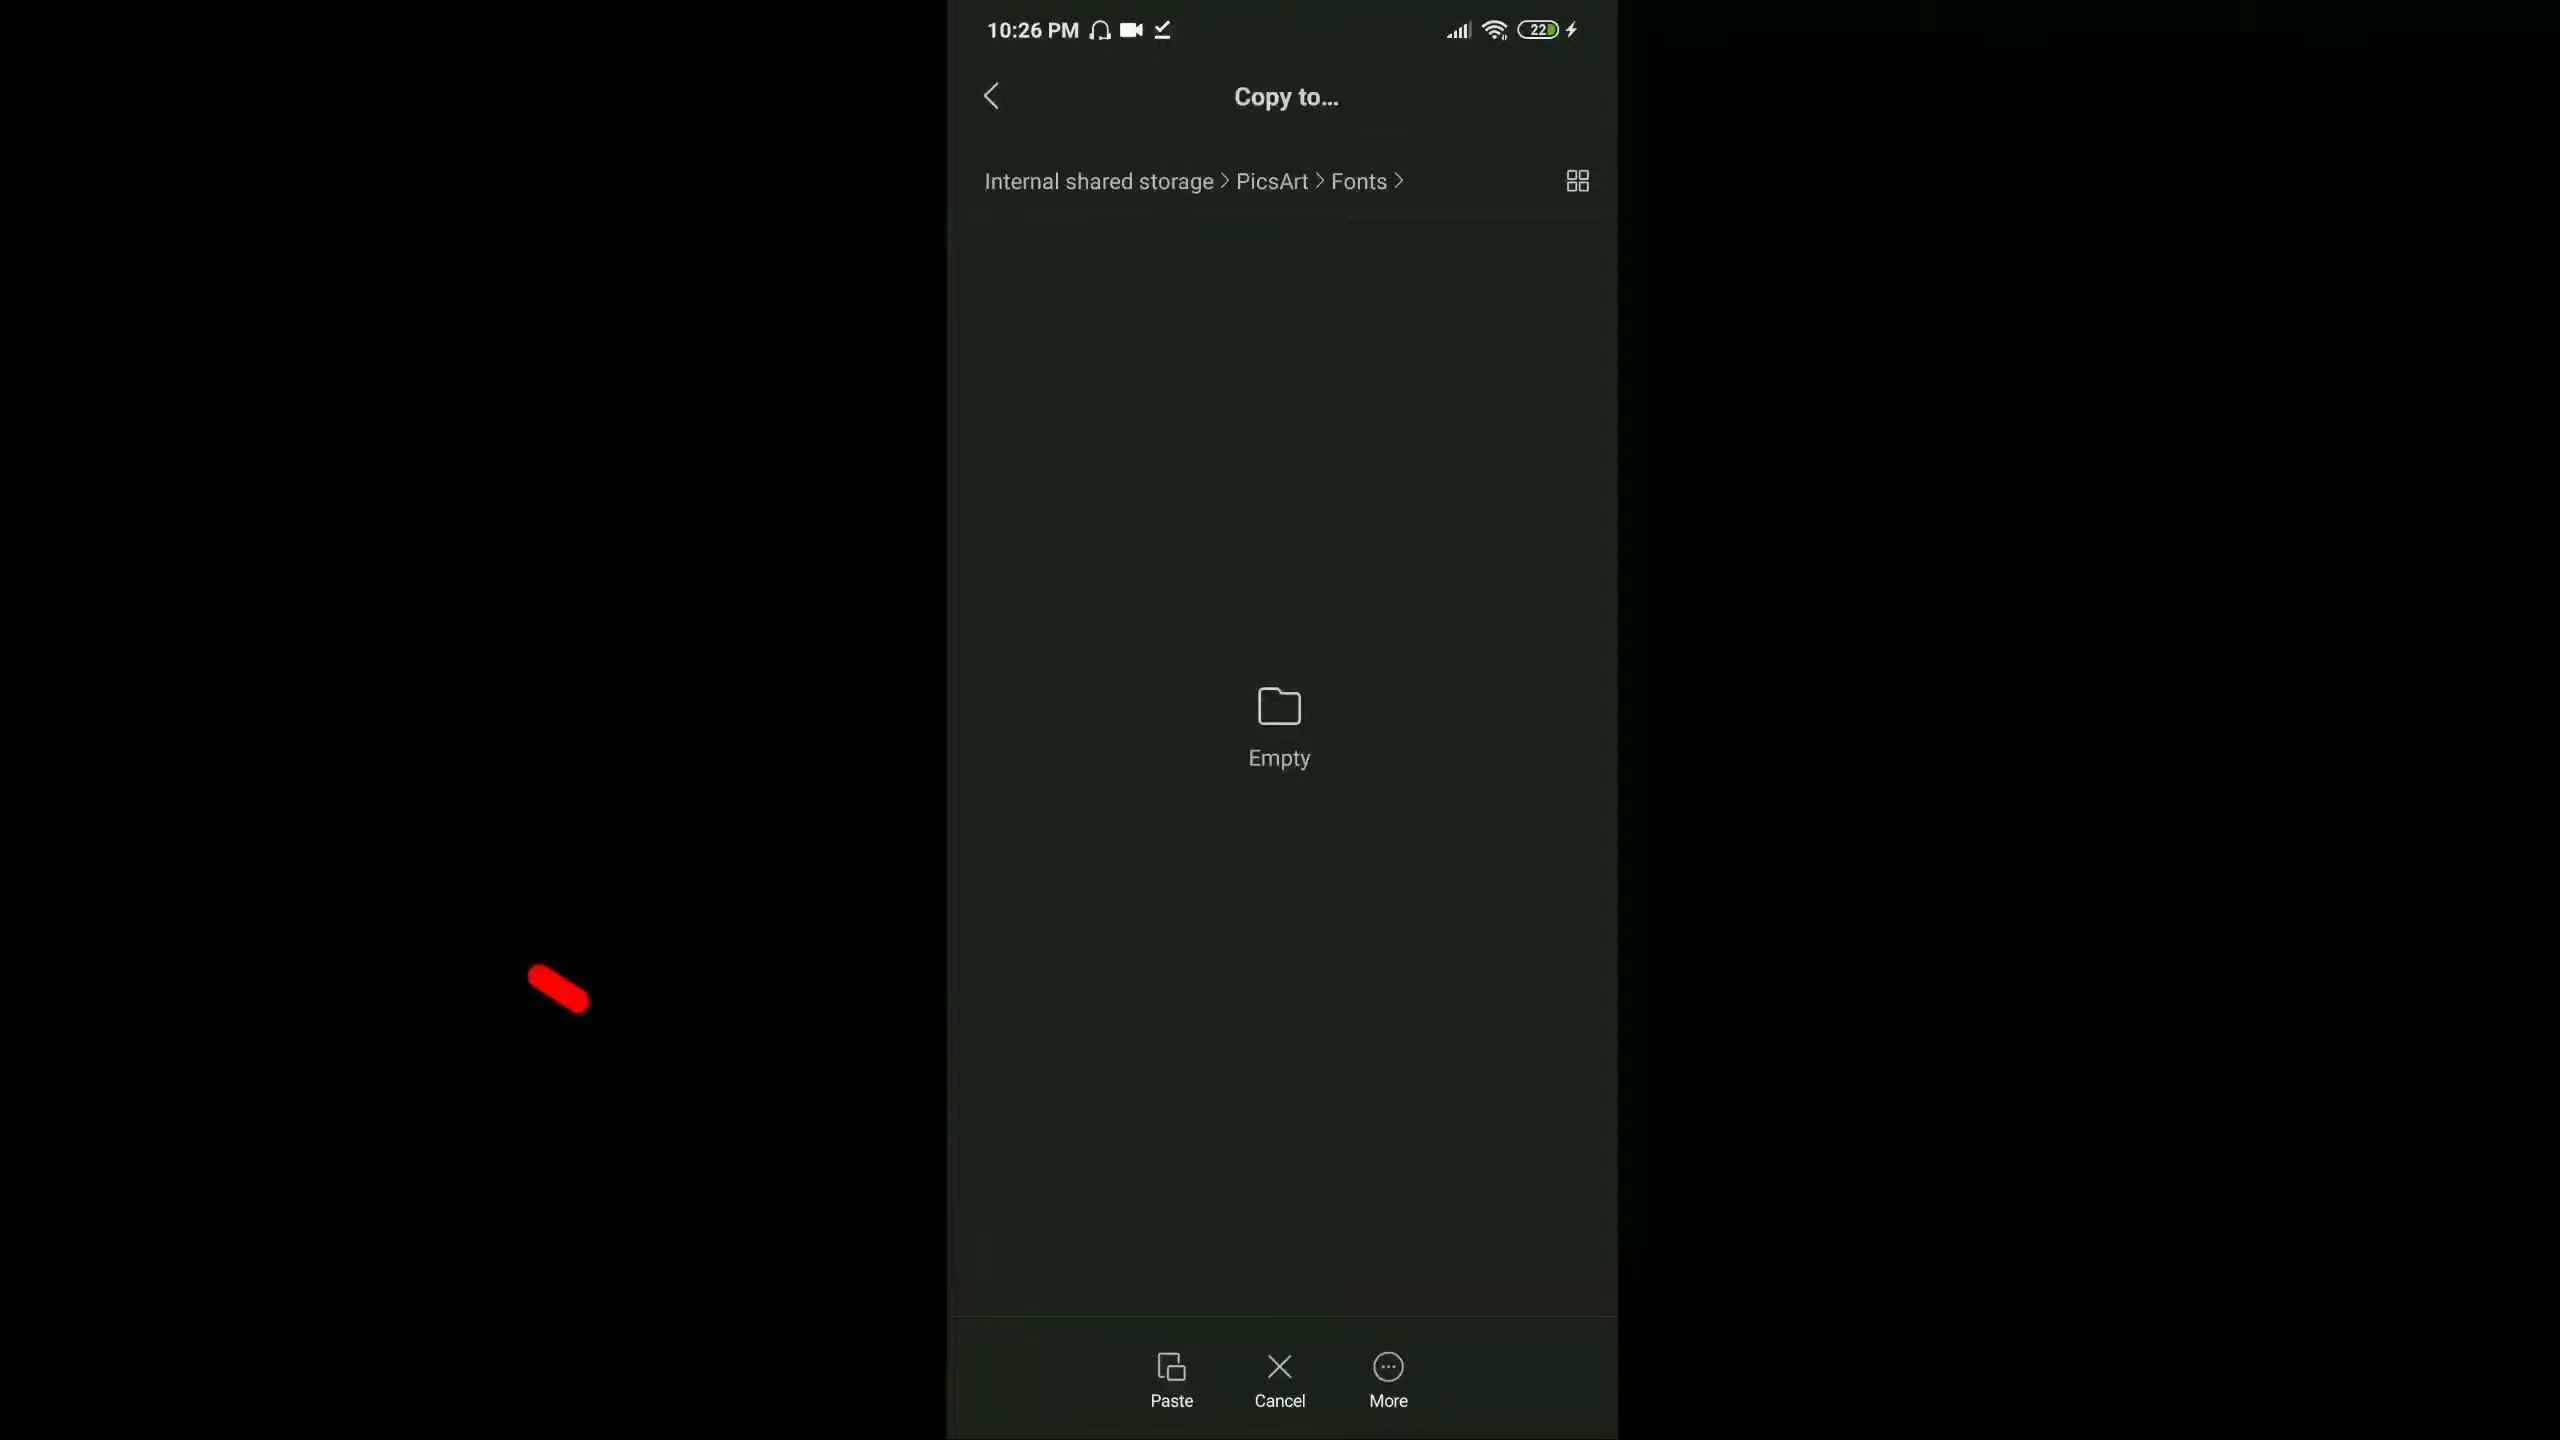 10:26 PM
22
Copy to...
Internal shared storage > PicsArt > Fonts >
Empty
Paste
Cancel
More